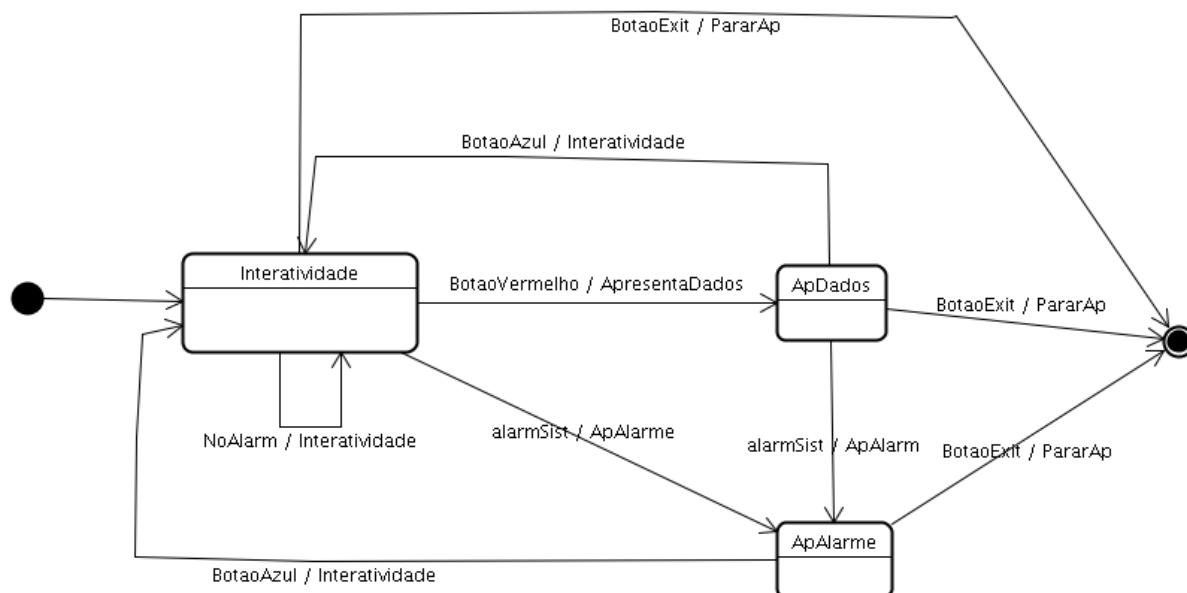 BotaoExit / PararAp
BotaoAzul / Interatividade
Interatividade
BotaoVermelho / ApresentaDados
ApDados
BotaoExit / PararAp
NoAlarm / Interatividade
alarmSist / ApAlarme
alarmSist / ApAlarm
BotaoExit / PararAp
ApAlarme
BotaoAzul / Interatividade